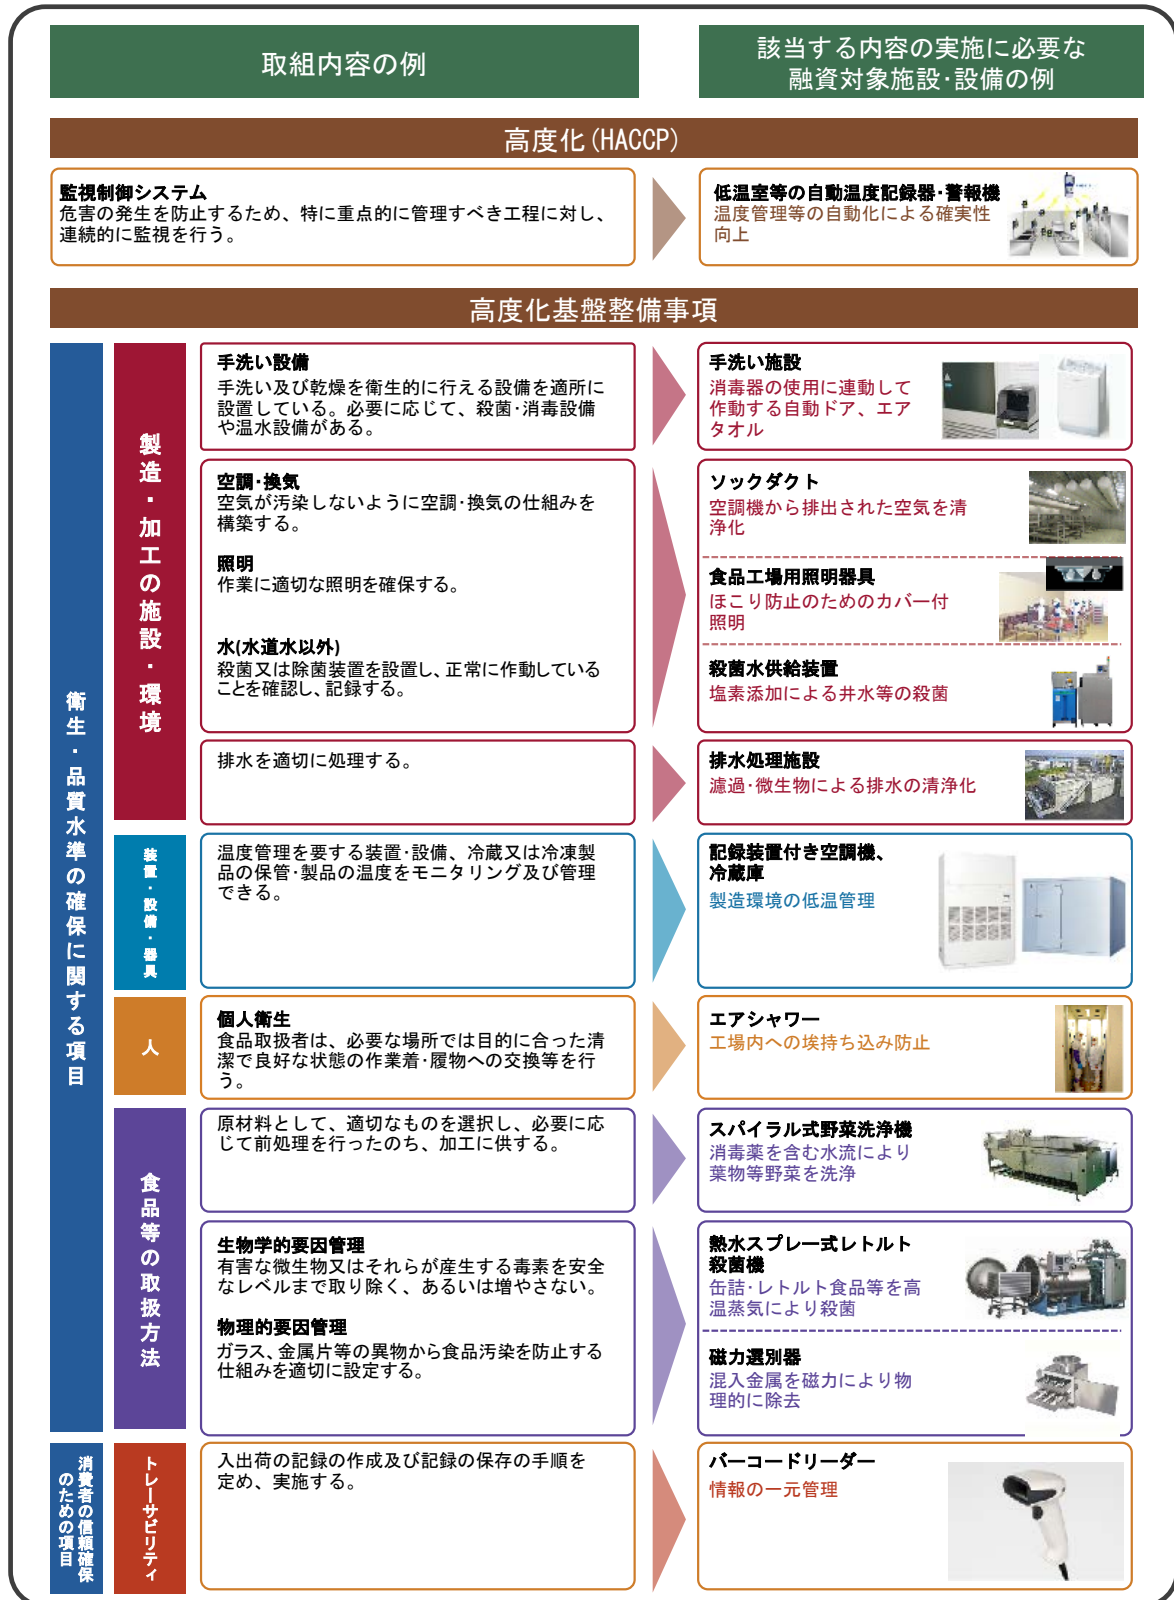 取組内容の例
該当する内容の実施に必要な
融資対象施設・設備の例
高度化(HACCP)
監視制御システム
危害の発生を防止するため、特に重点的に管理すべき工程に対し、
連続的に監視を行う。
低温室等の自動温度記録器・警報機
温度管理等の自動化による確実性
向上
高度化基盤整備事項
衛生・品質水準の確保に関する項目
製造・加工の施設・環境
手洗い設備
手洗い及び乾燥を衛生的に行える設備を適所に
設置している。必要に応じて、殺菌・消毒設備
や温水設備がある。
手洗い施設
消毒器の使用に連動して
作動する自動ドア、エア
タオル
空調・換気
空気が汚染しないように空調・換気の仕組みを
構築する。
照明
作業に適切な照明を確保する。
水(水道水以外)
殺菌又は除菌装置を設置し、正常に作動している
ことを確認し、記録する。
ソックダクト
空調機から排出された空気を清
浄化
食品工場用照明器具
ほこり防止のためのカバー付
照明
殺菌水供給装置
塩素添加による井水等の殺菌
排水を適切に処理する。
排水処理施設
濾過・微生物による排水の清浄化
装置・設備・器具
温度管理を要する装置・設備、冷蔵又は冷凍製
品の保管・製品の温度をモニタリング及び管理
できる。
記録装置付き空調機、
冷蔵庫
製造環境の低温管理
人
個人衛生
食品取扱者は、必要な場所では目的に合った清
潔で良好な状態の作業着・履物への交換等を行
う。
エアシャワー
工場内への埃持ち込み防止
食品等の取扱方法
原材料として、適切なものを選択し、必要に応
じて前処理を行ったのち、加工に供する。
スパイラル式野菜洗浄機
消毒薬を含む水流により
葉物等野菜を洗浄
生物学的要因管理
有害な微生物又はそれらが産生する毒素を安全
なレベルまで取り除く、あるいは増やさない。
物理的要因管理
ガラス、金属片等の異物から食品汚染を防止する
仕組みを適切に設定する。
熱水スプレー式レトルト
殺菌機
缶詰・レトルト食品等を高
温蒸気により殺菌
磁力選別器
混入金属を磁力により物
理的に除去
消費者の信頼確保
のための項目
トレーサビリティ
入出荷の記録の作成及び記録の保存の手順を
定め、実施する。
バーコードリーダー
情報の一元管理